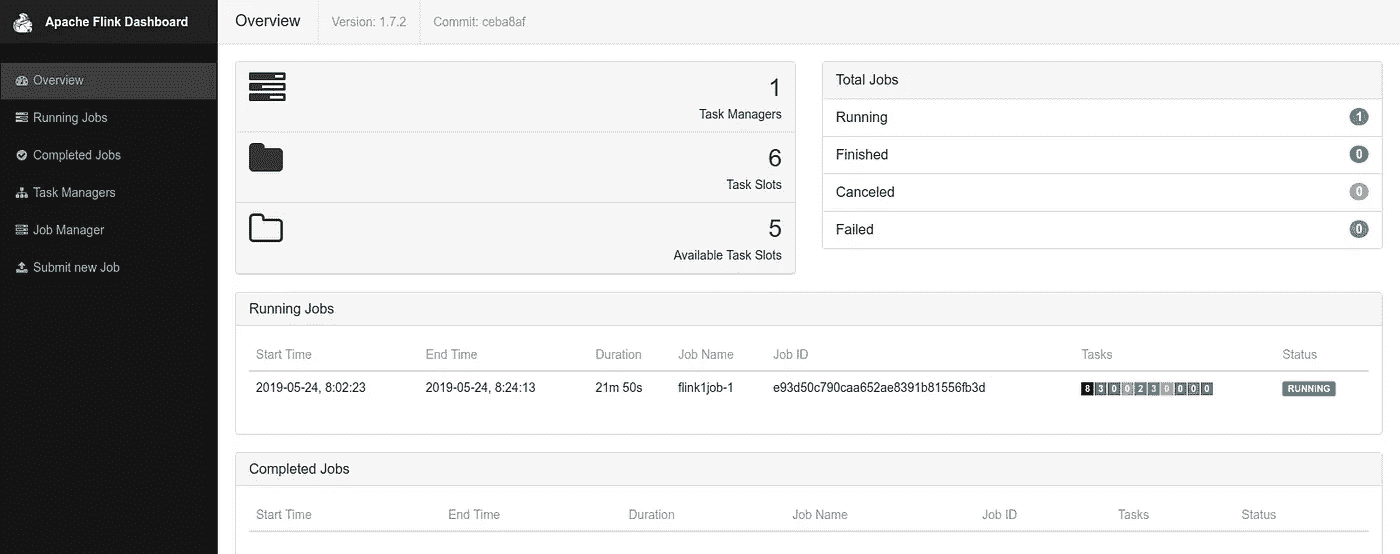 Apache Flink Dashboard
Overview
Version: 1.7.2
Commit: ceba8af
Overview
Running Jobs
Completed Jobs
Task Managers
Job Manager
Submit new Job
1
Task Managers
6
Task Slots
5
Available Task Slots
Total Jobs
Running 1
Finished 0
Canceled 0
Failed 0
Running Jobs
Start Time End Time Duration Job Name Job ID Tasks Status
2019-05-24, 8:02:23 2019-05-24, 8:24:13 21m 50s flink1job-1 e93d50c790caa652ae8391b81556fb3d 8 3 0 0 2 3 0 0 0 0 RUNNING
Completed Jobs
Start Time End Time Duration Job Name Job ID Tasks Status